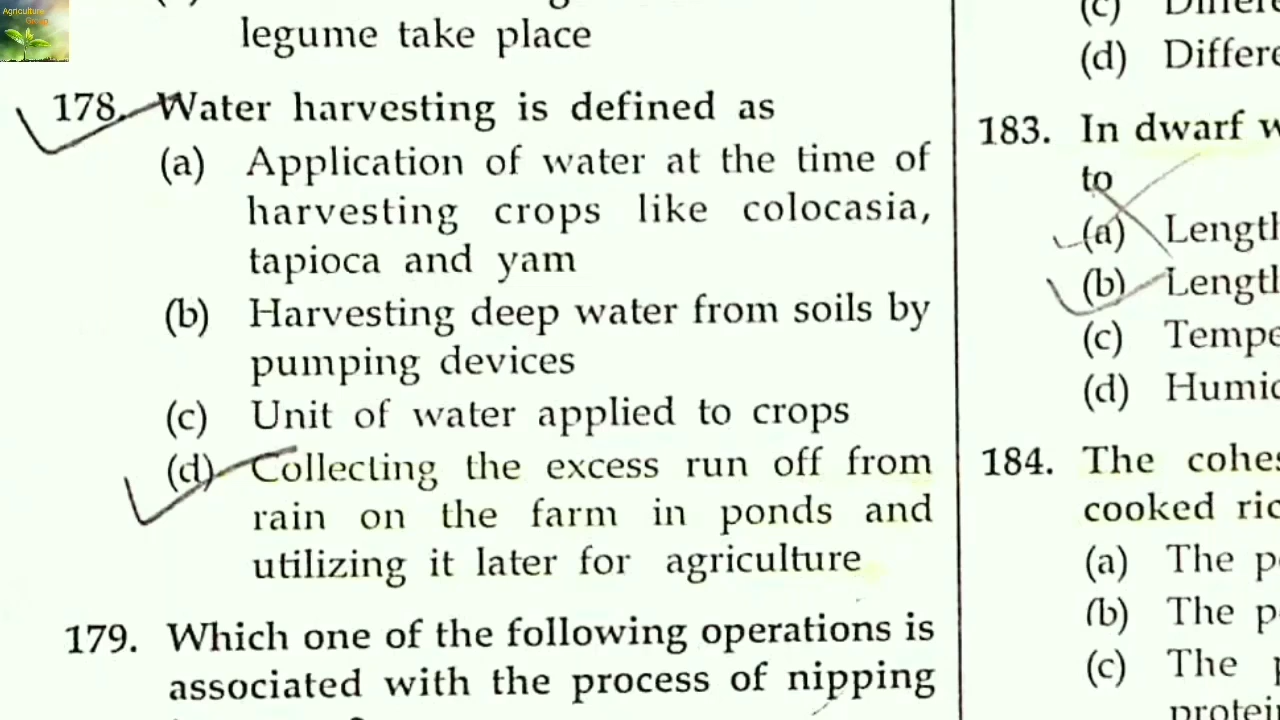 Agriculture
legume take place
178. Water harvesting is defined as
(a) Application of water at the time of
harvesting crops like colocasia,
tapioca and yam
(b) Harvesting deep water from soils by
pumping devices
(c) Unit of water applied to crops
(d) Collecting the excess run off from
rain on the farm in ponds and
utilizing it later for agriculture
179. Which one of the following operations is
associated with the process of nipping
(c)
(d) Differe
183. In dwarf w
to
(a) Length
(b) Length
(c) Tempe
(d) Humid
184. The cohes
cooked ric
(a) The p
(b) The p
(c) The p
protein